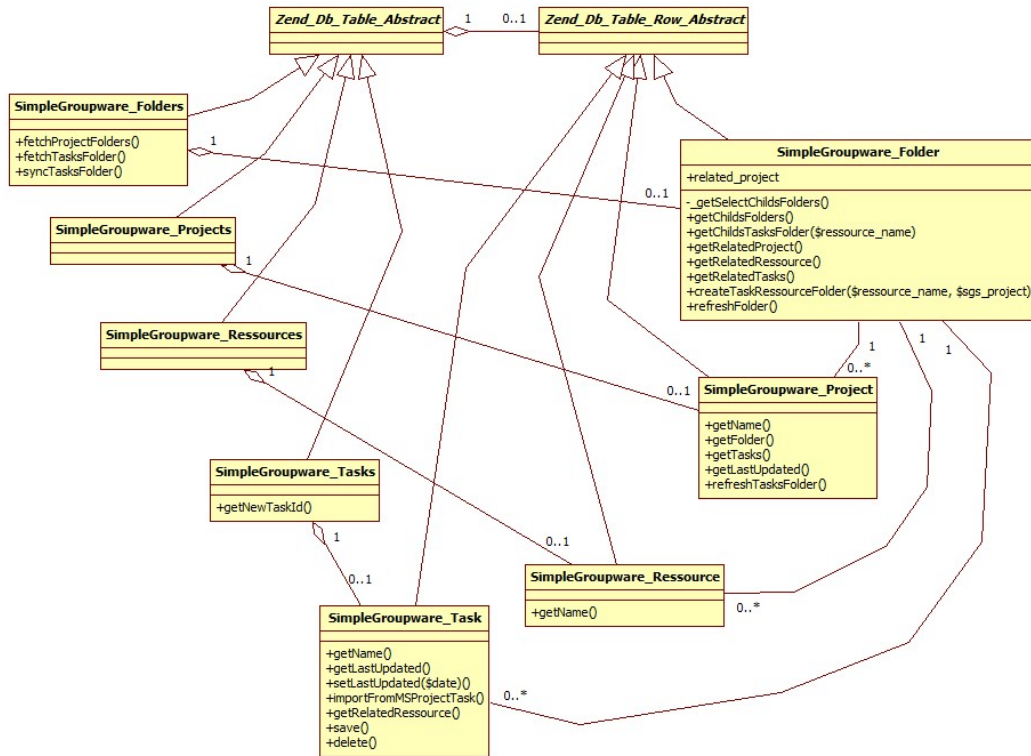 Zend_Db_Table_Abstract
1
0..1
Zend_Db_Table_Row_Abstract
SimpleGroupware_Folders
+fetchProjectFolders()
+fetchTasksFolder()
+syncTasksFolder()
1
0..1
SimpleGroupware_Folder
+related_project
-_getSelectChildsFolders()
+getChildsFolders()
+getChildsTasksFolder($ressource_name)
+getRelatedProject()
+getRelatedRessource()
+getRelatedTasks()
+createTaskRessourceFolder($ressource_name, $sgs_project)
+refreshFolder()
SimpleGroupware_Projects
1
SimpleGroupware_Ressources
1
1
1
1
0..*
0..1
SimpleGroupware_Project
+getName()
+getFolder()
+getTasks()
+getLastUpdated()
+refreshTasksFolder()
SimpleGroupware_Tasks
+getNewTaskId()
1
0..1
0..1
SimpleGroupware_Ressource
+getName()
0..*
SimpleGroupware_Task
+getName()
+getLastUpdated()
+setLastUpdated($date)()
+importFromMSProjectTask()
+getRelatedRessource()
+save()
+delete()
0..*